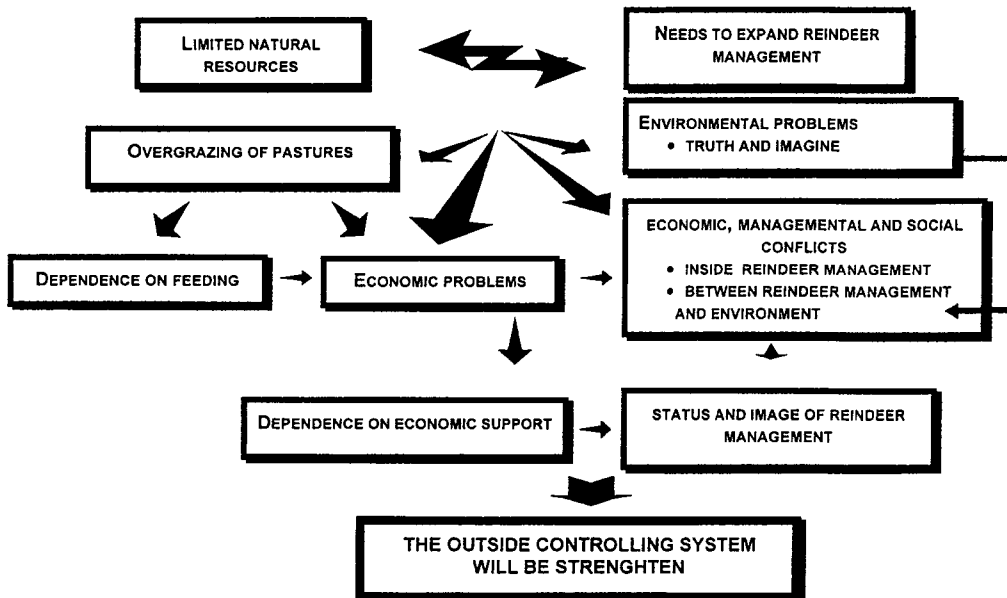 LIMITED NATURAL
RESOURCES
NEEDS TO EXPAND REINDEER
MANAGEMENT
ENVIRONMENTAL PROBLEMS
• TRUTH AND IMAGINE
OVERGRAZING OF PASTURES
ECONOMIC, MANAGEMENTAL AND SOCIAL
CONFLICTS
• INSIDE REINDEER MANAGEMENT
• BETWEEN REINDEER MANAGEMENT
AND ENVIRONMENT
DEPENDENCE ON FEEDING
ECONOMIC PROBLEMS
DEPENDENCE ON ECONOMIC SUPPORT
STATUS AND IMAGE OF REINDEER
MANAGEMENT
THE OUTSIDE CONTROLLING SYSTEM
WILL BE STRENGHTEN